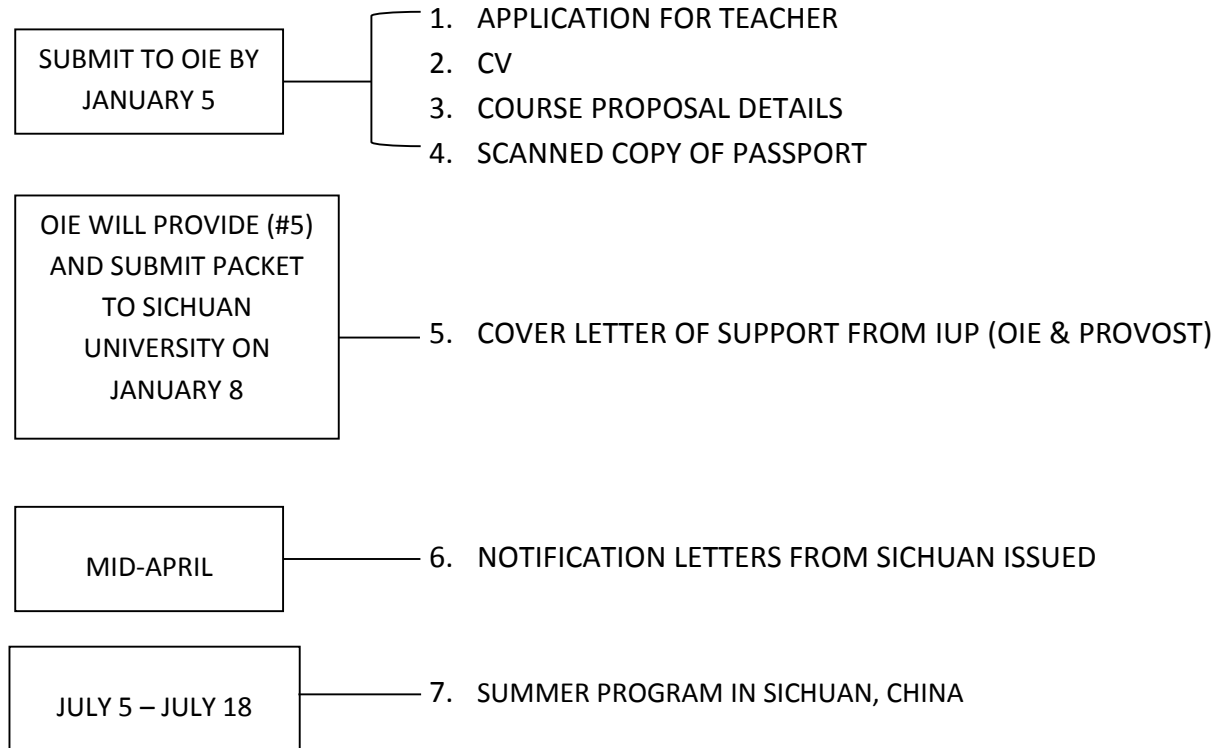 SUBMIT TO OIE BY
JANUARY 5
1. APPLICATION FOR TEACHER
2. CV
3. COURSE PROPOSAL DETAILS
4. SCANNED COPY OF PASSPORT
OIE WILL PROVIDE (#5)
AND SUBMIT PACKET
TO SICHUAN
UNIVERSITY ON
JANUARY 8
5. COVER LETTER OF SUPPORT FROM IUP (OIE & PROVOST)
MID-APRIL
6. NOTIFICATION LETTERS FROM SICHUAN ISSUED
JULY 5 – JULY 18
7. SUMMER PROGRAM IN SICHUAN, CHINA